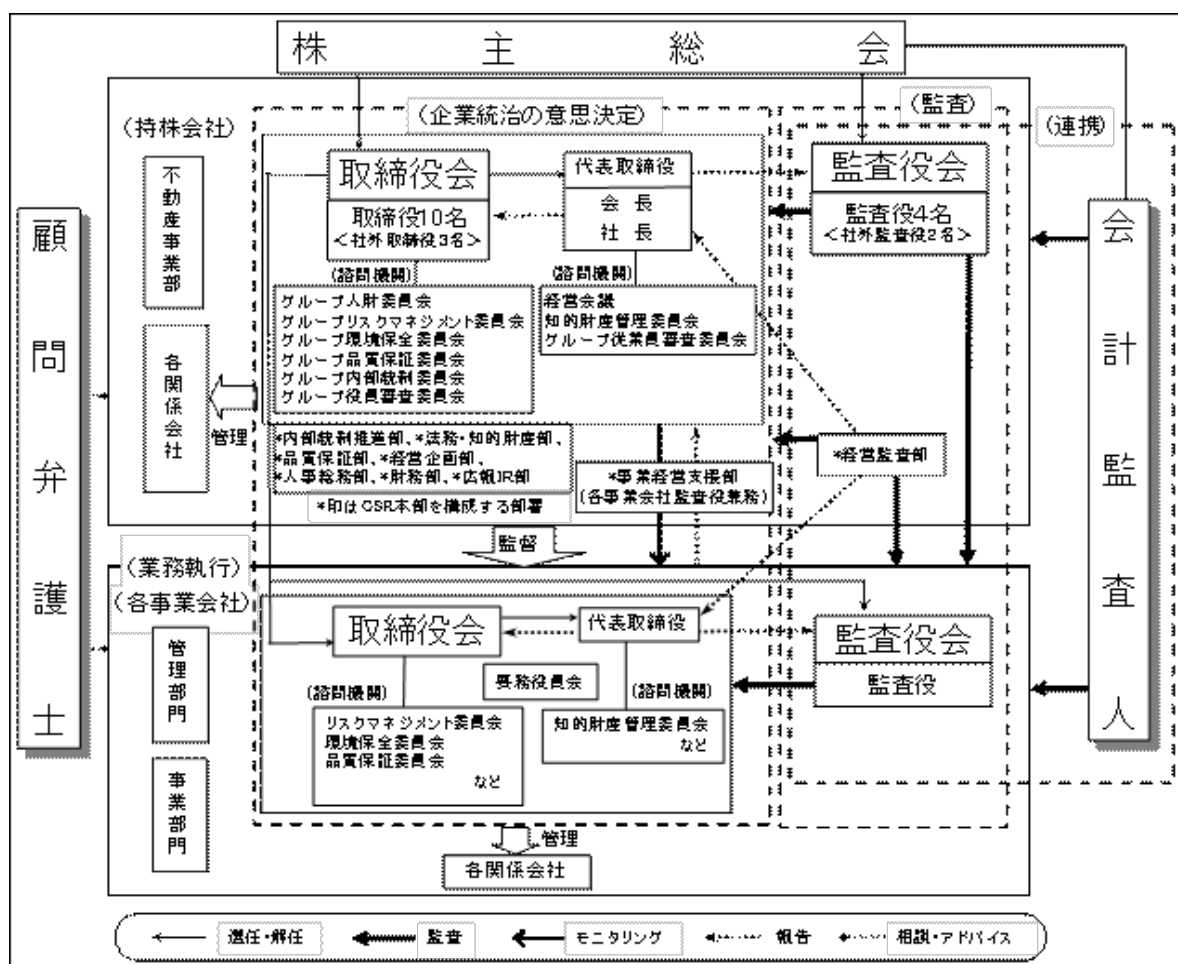 株主総会
(企業統治の意思決定)
(監査)
(連携)
(持株会社)
不動産事業部
各関係会社
管理
顧問弁護士
会計監査人
取締役会
取締役10名
<社外取締役3名>
代表取締役
会長
社長
監査役会
監査役4名
<社外監査役2名>
(諮問機関)
グループ人財委員会
グループリスクマネジメント委員会
グループ環境保全委員会
グループ品質保証委員会
グループ内部統制委員会
グループ役員審査委員会
(諮問機関)
経営会議
知的財産管理委員会
グループ従業員審査委員会
*内部統制推進部、*法務・知的財産部、
*品質保証部、*経営企画部、
*人事総務部、*財務部、*広報IR部
*印はCSR本部を構成する部署
*事業経営支援部
(各事業会社監査役兼務)
*経営監査部
監督
(業務執行)
(各事業会社)
管理部門
事業部門
取締役会
代表取締役
監査役会
監査役
(諮問機関)
リスクマネジメント委員会
環境保全委員会
品質保証委員会
など
役員会
(諮問機関)
知的財産管理委員会
など
管理
各関係会社
選任・解任
監査
モニタリング
報告
相談・アドバイス